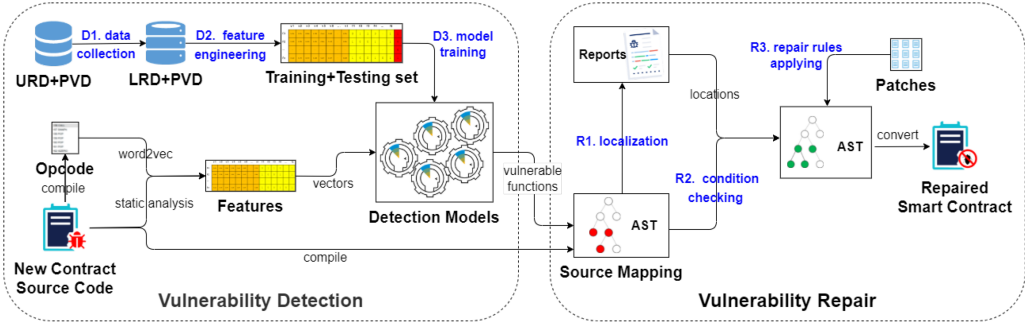 D1. data
collection
D2. feature
engineering
D3. model
training
URD+PVD
LRD+PVD
Training+Testing set
Opcode
compile
word2vec
static analysis
Features
vectors
Detection Models
vulnerable
functions
New Contract
Source Code
compile
Vulnerability Detection
Reports
R3. repair rules
applying
Patches
locations
R1. localization
AST
convert
R2. condition
checking
Repaired
Smart Contract
AST
Source Mapping
Vulnerability Repair